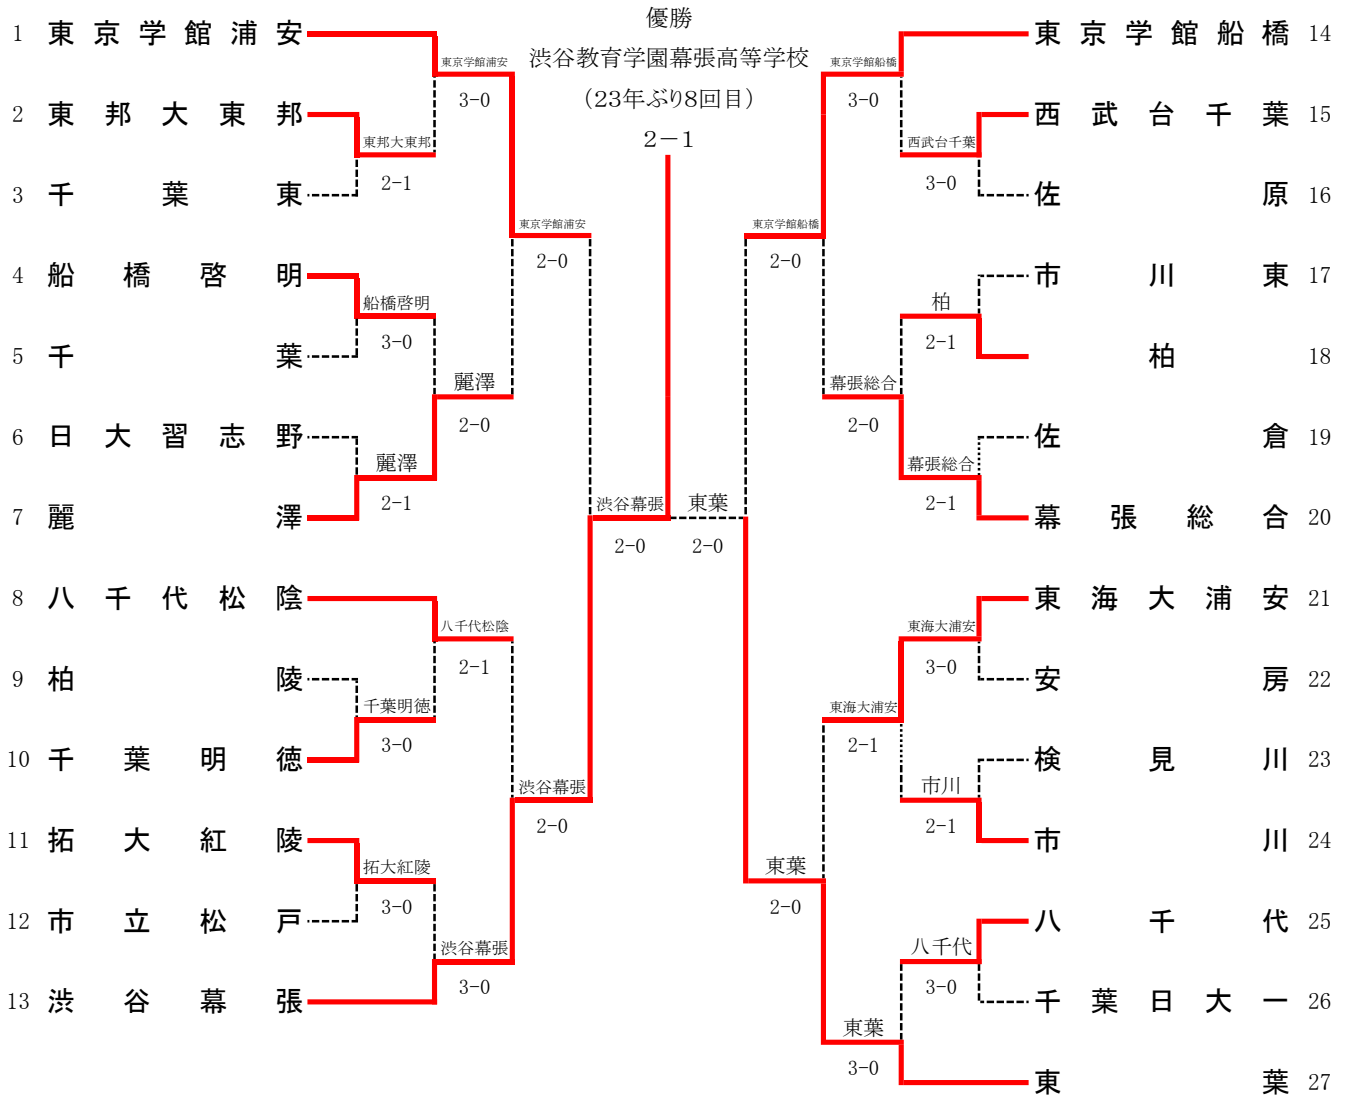 優勝
渋谷教育学園幕張高等学校
（23年ぶり8回目）
2－1
1 東京学館浦安
2 東邦大東邦
3 千葉東
4 船橋啓明
5 千葉
6 日大習志野
7 麗澤
8 八千代松陰
9 柏陵
10 千葉明徳
11 拓大紅陵
12 市立松戸
13 渋谷幕張
東邦大東邦
2-1
船橋啓明
3-0
麗澤
2-1
千葉明徳
3-0
拓大紅陵
3-0
東京学館浦安
3-0
麗澤
2-0
八千代松陰
2-1
渋谷幕張
3-0
東京学館浦安
2-0
渋谷幕張
2-0
渋谷幕張
2-0
東葉
2-0
東京学館船橋
2-0
東葉
2-0
東京学館船橋
3-0
幕張総合
2-0
東海大浦安
2-1
東葉
3-0
西武台千葉
3-0
柏
2-1
幕張総合
2-1
東海大浦安
3-0
市川
2-1
八千代
3-0
東京学館船橋 14
西武台千葉 15
佐原 16
市川東 17
柏 18
佐倉 19
幕張総合 20
東海大浦安 21
安房 22
検見川 23
市川 24
八千代 25
千葉日大一 26
東葉 27